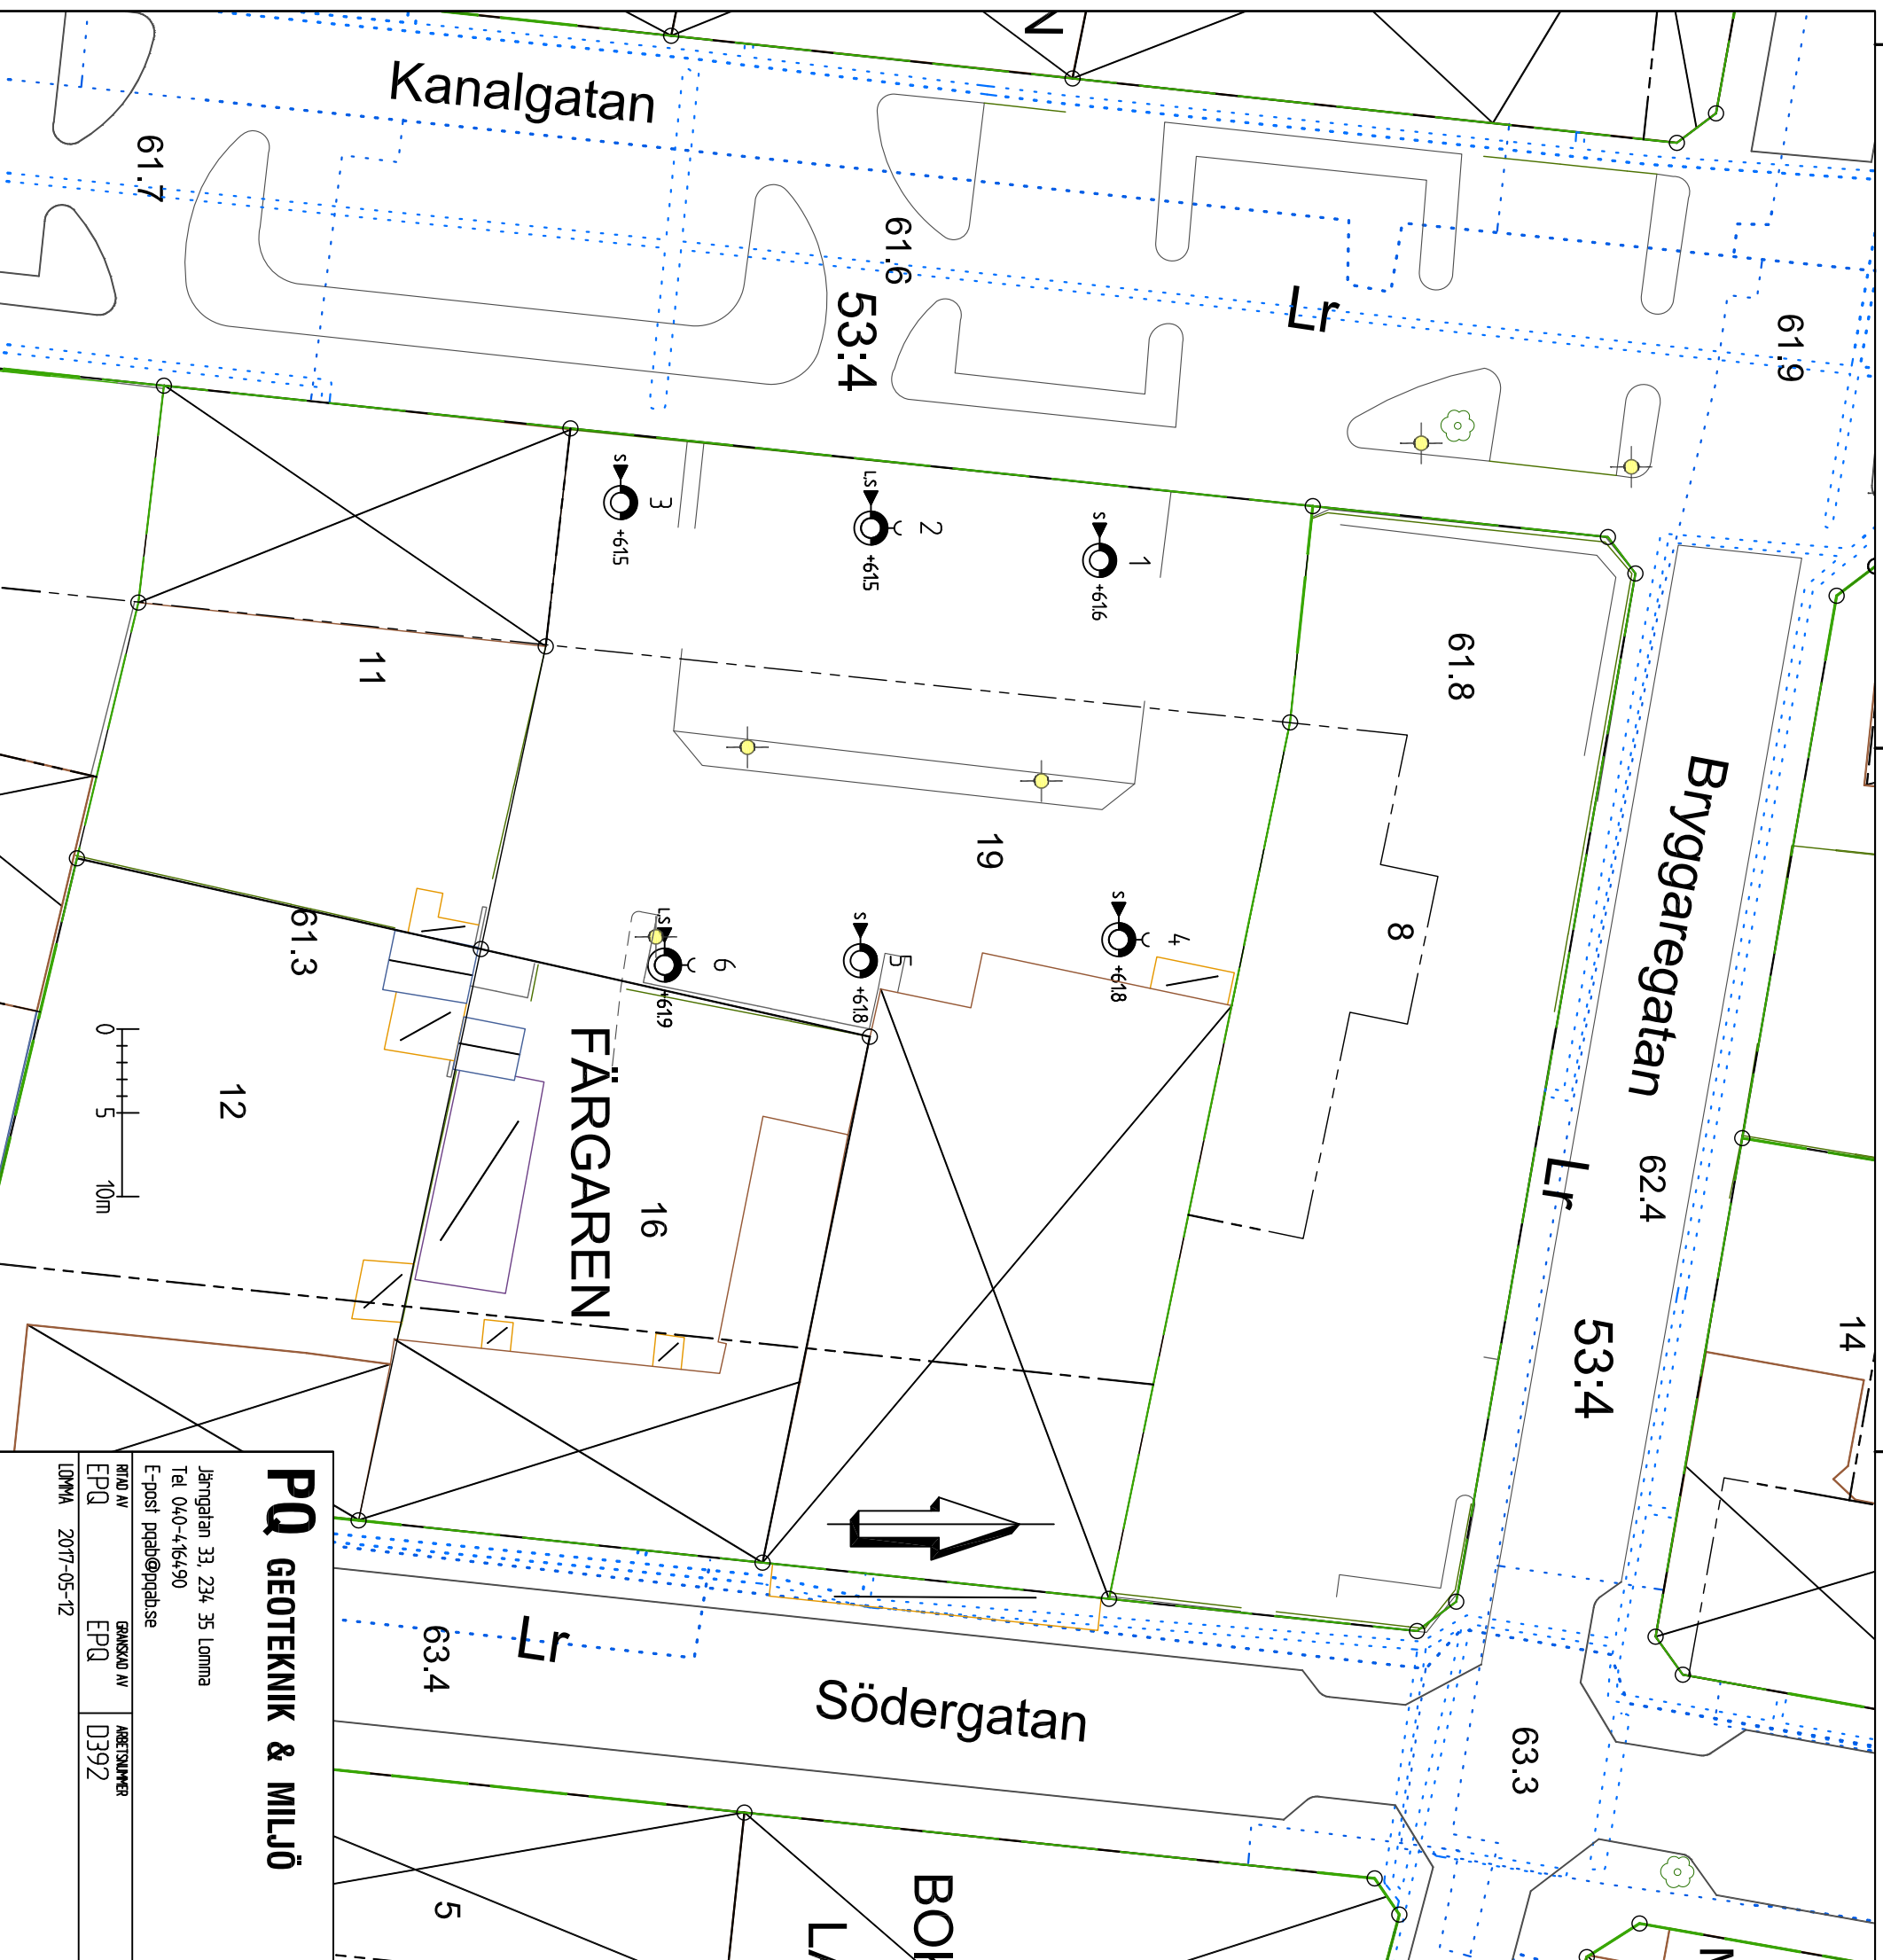 Kanalgatan
61.7
61.6
53:4
Lr
61.9
3
S
+61.5
2
LS
+61.5
1
S
+61.6
61.8
11
19
8
Bryggaregatan
62.4
Lr
53:4
14
4
S
+61.8
5
S
+61.8
6
LS
+61.9
61.3
FÄRGAREN
16
12
0 5 10m
63.4
Lr
Södergatan
63.3
5
PQ GEOTEKNIK & MILJÖ
Järngatan 33, 234 35 Lomma
Tel 040-416490
E-post pqab@pqab.se
RITAD AV GRANSKAD AV ARBETSNUMMER
EPQ EPQ D392
LOMMA 2017-05-12